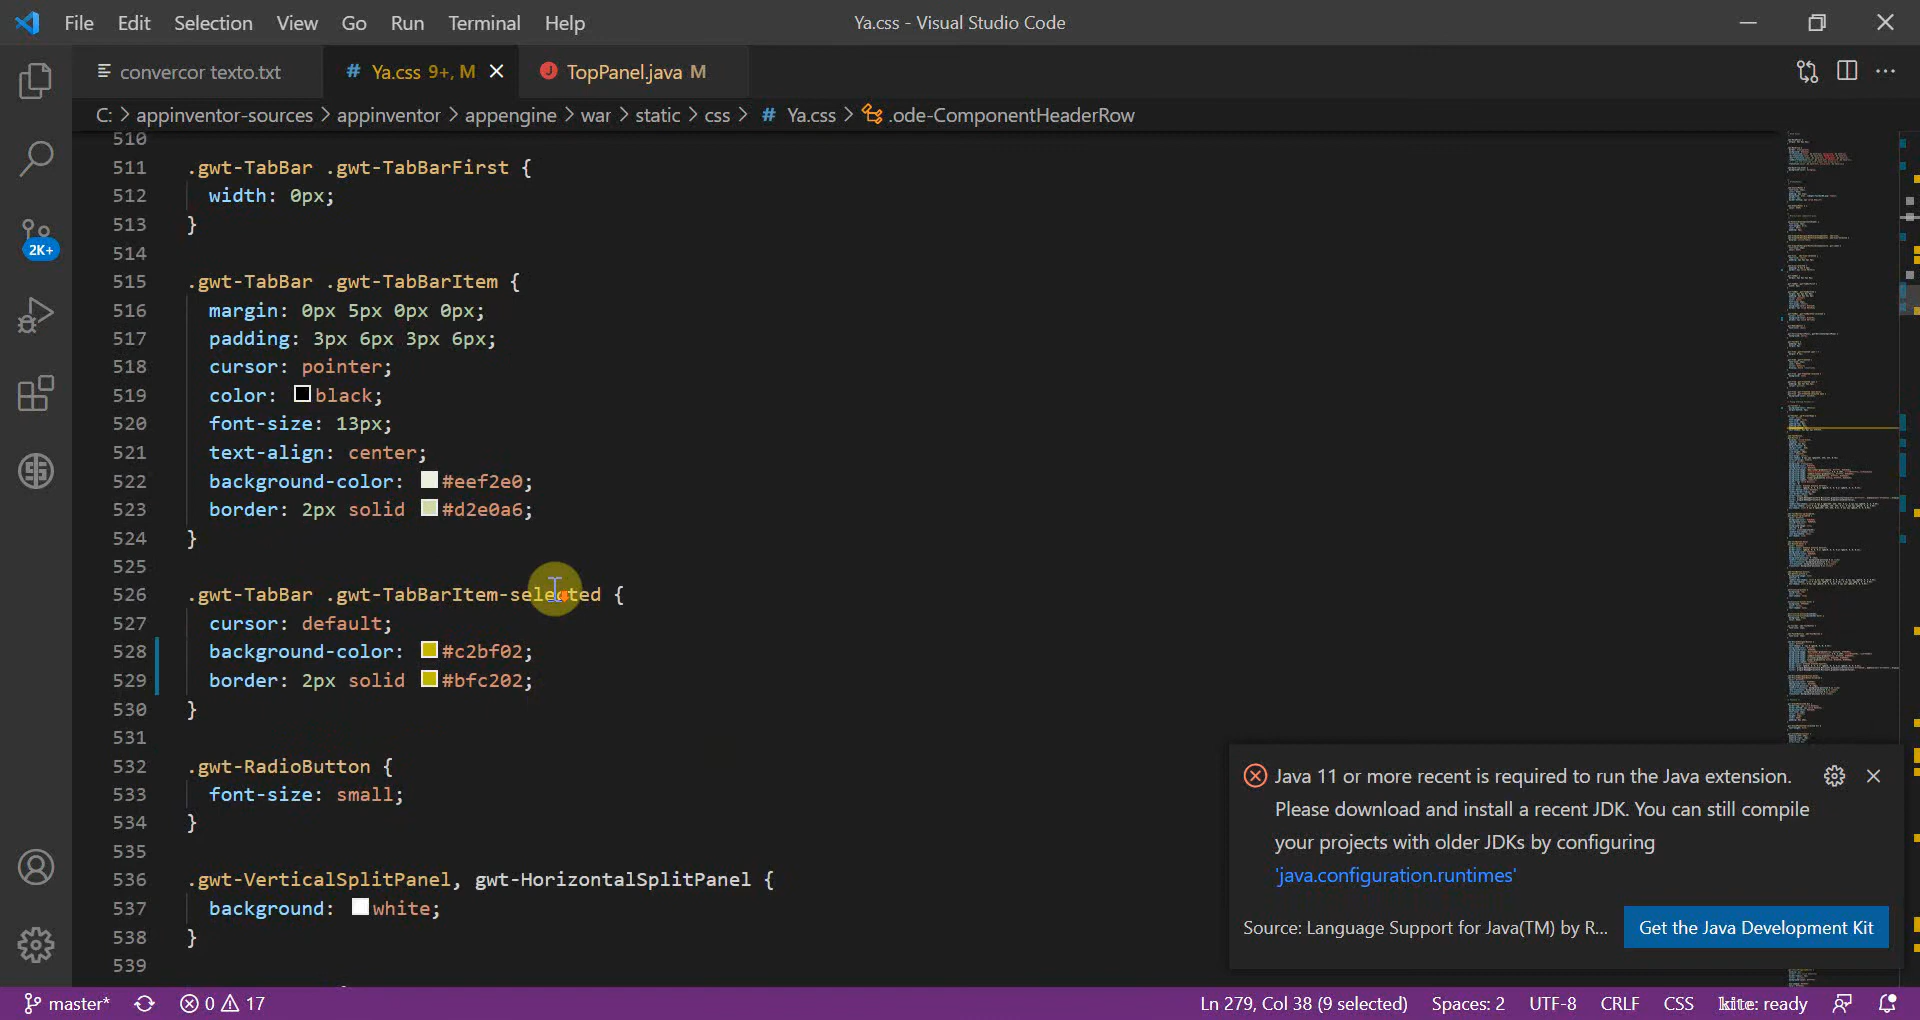 File Edit Selection View Go Run Terminal Help
Ya.css - Visual Studio Code
convercor texto.txt
# Ya.css 9+, M
J TopPanel.java M
C: > appinventor-sources > appinventor > appengine > war > static > css > # Ya.css > .ode-ComponentHeaderRow
2K+
510
511 .gwt-TabBar .gwt-TabBarFirst {
512 width: 0px;
513 }
514
515 .gwt-TabBar .gwt-TabBarItem {
516 margin: 0px 5px 0px 0px;
517 padding: 3px 6px 3px 6px;
518 cursor: pointer;
519 color: black;
520 font-size: 13px;
521 text-align: center;
522 background-color: #eef2e0;
523 border: 2px solid #d2e0a6;
524 }
525
526 .gwt-TabBar .gwt-TabBarItem-selected {
527 cursor: default;
528 background-color: #c2bf02;
529 border: 2px solid #bfc202;
530 }
531
532 .gwt-RadioButton {
533 font-size: small;
534 }
535
536 .gwt-VerticalSplitPanel, gwt-HorizontalSplitPanel {
537 background: white;
538 }
539
Java 11 or more recent is required to run the Java extension.
Please download and install a recent JDK. You can still compile
your projects with older JDKs by configuring
'java.configuration.runtimes'
Source: Language Support for Java(TM) by R...
Get the Java Development Kit
master* 0 17
Ln 279, Col 38 (9 selected) Spaces: 2 UTF-8 CRLF CSS kite: ready